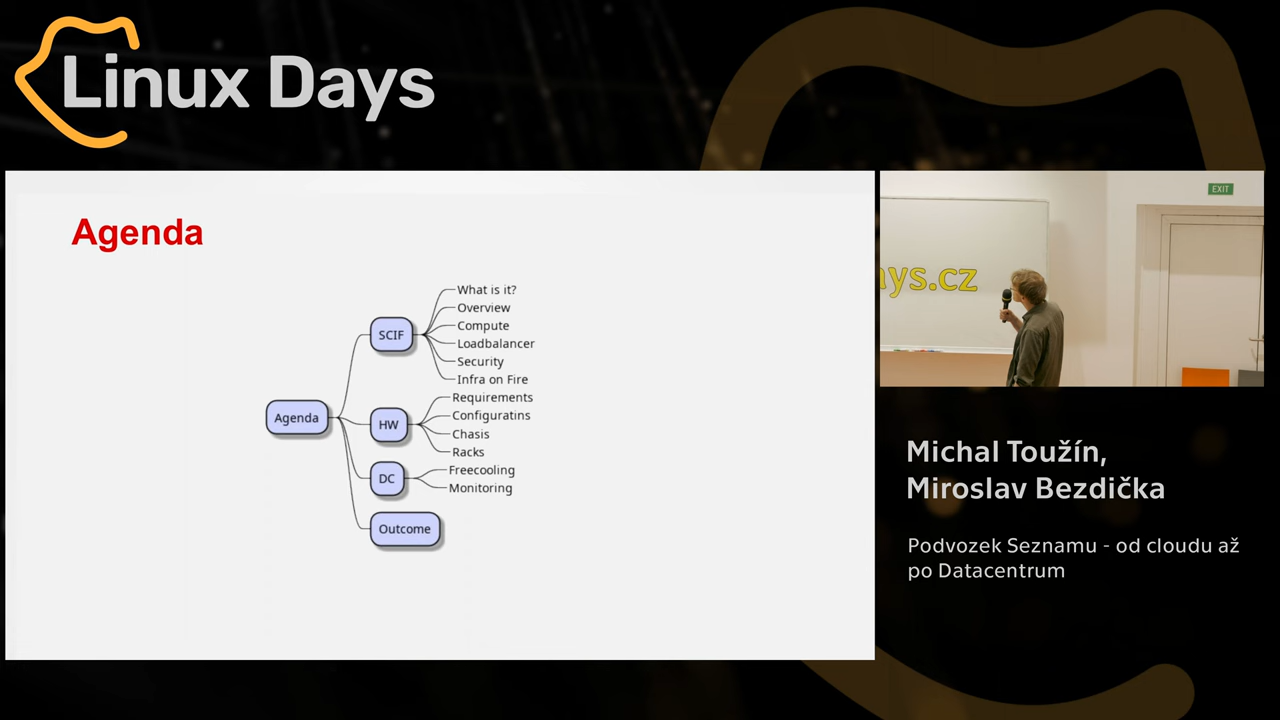 Linux Days
Agenda
What is it?
Overview
Compute
Loadbalancer
Security
Infra on Fire
SCIF
Requirements
Configuratins
Chasis
Racks
HW
Freecooling
Monitoring
DC
Outcome
Agenda
EXIT
ays.cz
Michal Toužín,
Miroslav Bezdička
Podvozek Seznamu - od cloudu až
po Datacentrum